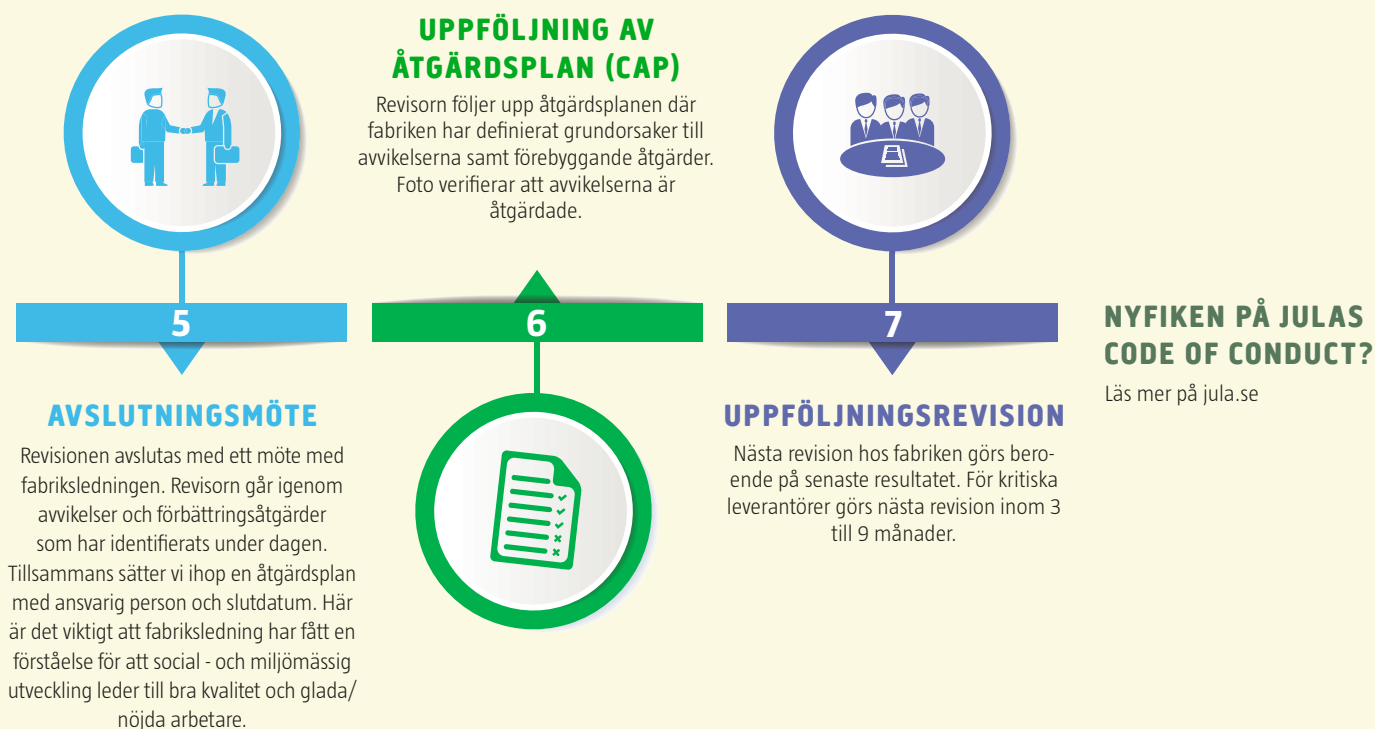 5
AVSLUTNINGSMÖTE
Revisionen avslutas med ett möte med
fabriksledningen. Revisorn går igenom
avvikelser och förbättringsåtgärder
som har identifierats under dagen.
Tillsammans sätter vi ihop en åtgärdsplan
med ansvarig person och slutdatum. Här
är det viktigt att fabriksledning har fått en
förståelse för att social - och miljömässig
utveckling leder till bra kvalitet och glada/
nöjda arbetare.
UPPFÖLJNING AV
ÅTGÄRDSPLAN (CAP)
Revisorn följer upp åtgärdsplanen där
fabriken har definierat grundorsaker till
avvikelserna samt förebyggande åtgärder.
Foto verifierar att avvikelserna är
åtgärdade.
6
7
UPPFÖLJNINGSREVISION
Nästa revision hos fabriken görs bero-
ende på senaste resultatet. För kritiska
leverantörer görs nästa revision inom 3
till 9 månader.
NYFIKEN PÅ JULAS
CODE OF CONDUCT?
Läs mer på jula.se